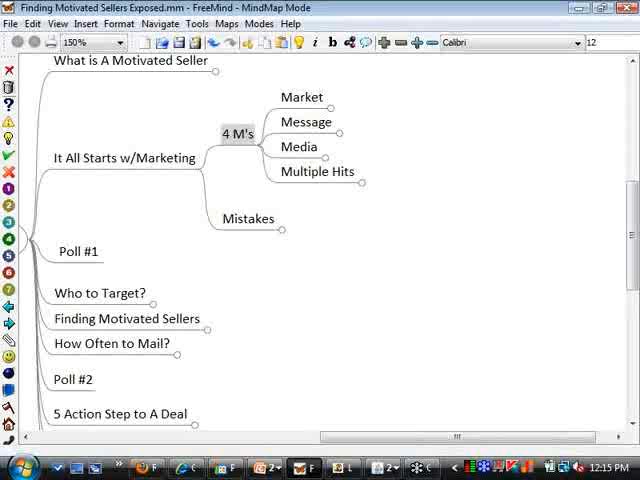 Finding Motivated Sellers Exposed.mm - FreeMind - MindMap Mode
File Edit View Insert Format Navigate Tools Maps Modes Help
150% Calibri 12
What is A Motivated Seller
Market
Message
4 M's
Media
It All Starts w/Marketing
Multiple Hits
Mistakes
Poll #1
Who to Target?
Finding Motivated Sellers
How Often to Mail?
Poll #2
5 Action Step to A Deal
F C F 2 F L 2 C 12:15 PM